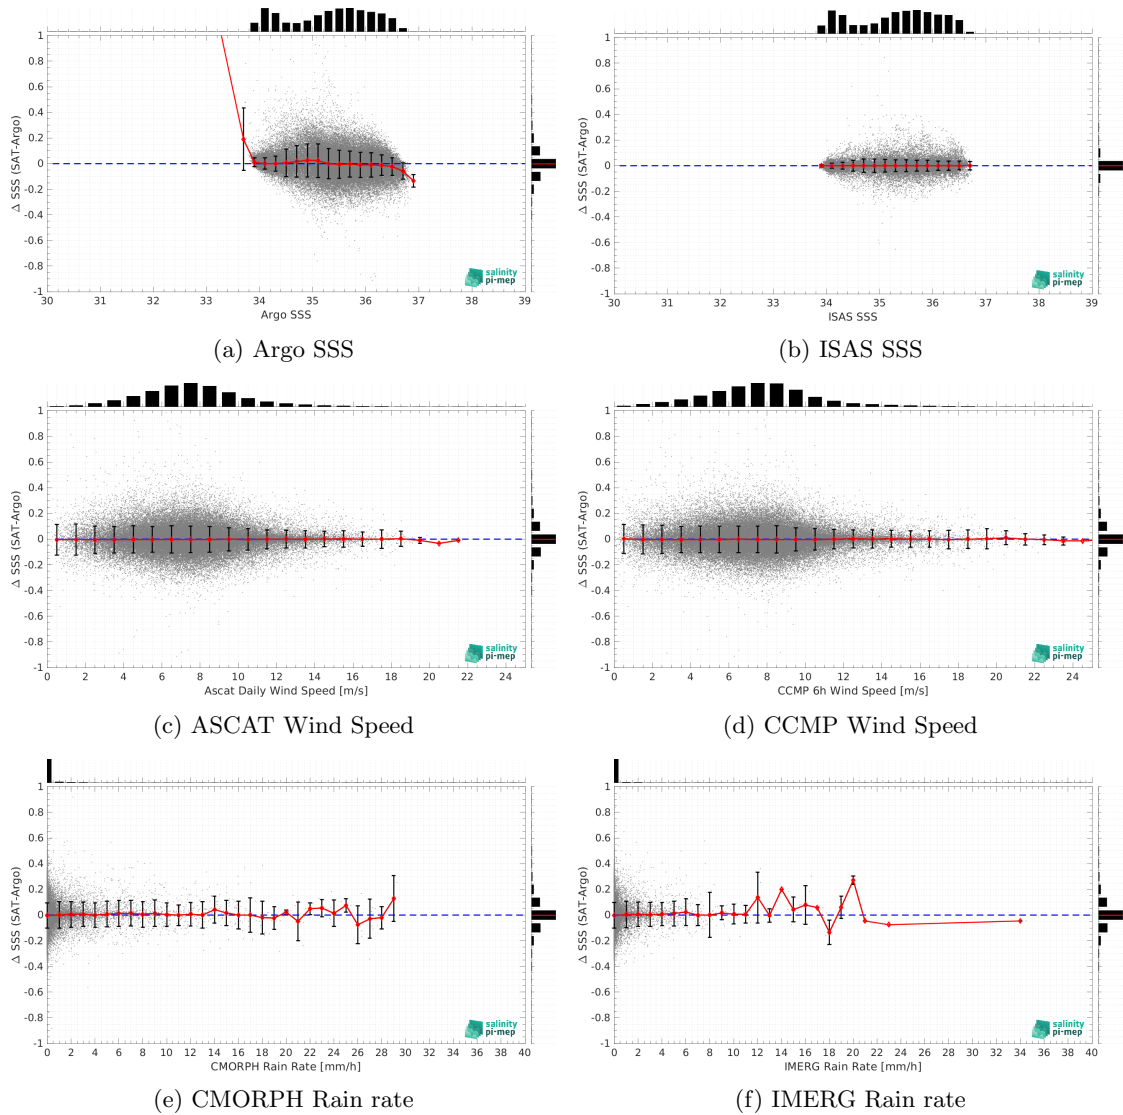 1
0.8
0.6
0.4
0.2
0
-0.2
-0.4
-0.6
-0.8
-1
Δ SSS (SAT-Argo)
30 31 32 33 34 35 36 37 38 39
Argo SSS
salinity
pi-mep
(a) Argo SSS
1
0.8
0.6
0.4
0.2
0
-0.2
-0.4
-0.6
-0.8
-1
Δ SSS (SAT-Argo)
30 31 32 33 34 35 36 37 38 39
ISAS SSS
salinity
pi-mep
(b) ISAS SSS
1
0.8
0.6
0.4
0.2
0
-0.2
-0.4
-0.6
-0.8
-1
Δ SSS (SAT-Argo)
0 2 4 6 8 10 12 14 16 18 20 22 24
Ascat Daily Wind Speed [m/s]
salinity
pi-mep
(c) ASCAT Wind Speed
1
0.8
0.6
0.4
0.2
0
-0.2
-0.4
-0.6
-0.8
-1
Δ SSS (SAT-Argo)
0 2 4 6 8 10 12 14 16 18 20 22 24
CCMP 6h Wind Speed [m/s]
salinity
pi-mep
(d) CCMP Wind Speed
1
0.8
0.6
0.4
0.2
0
-0.2
-0.4
-0.6
-0.8
-1
Δ SSS (SAT-Argo)
0 2 4 6 8 10 12 14 16 18 20 22 24 26 28 30 32 34 36 38 40
CMORPH Rain Rate [mm/h]
salinity
pi-mep
(e) CMORPH Rain rate
1
0.8
0.6
0.4
0.2
0
-0.2
-0.4
-0.6
-0.8
-1
Δ SSS (SAT-Argo)
0 2 4 6 8 10 12 14 16 18 20 22 24 26 28 30 32 34 36 38 40
IMERG Rain Rate [mm/h]
salinity
pi-mep
(f) IMERG Rain rate